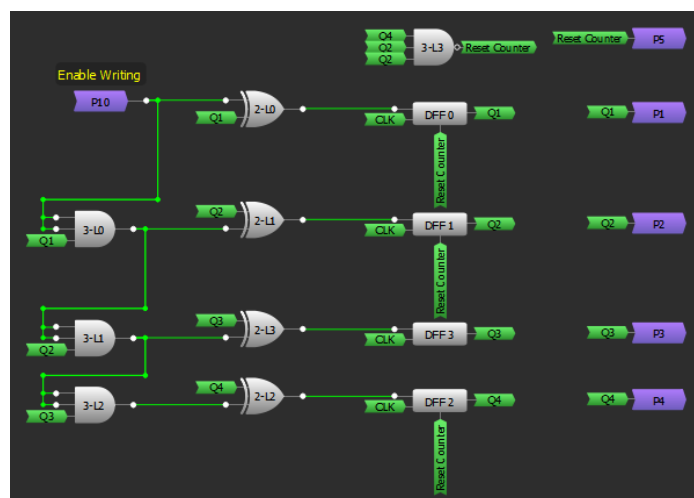 Q4
Q2
Q2
3-L3
Reset Counter
Reset Counter
P5
Enable Writing
P10
Q1
2-L0
CLK
DFF 0
Q1
Q1
P1
Reset Counter
Q1
3-L0
Q2
2-L1
CLK
DFF 1
Q2
Q2
P2
Reset Counter
Q2
3-L1
Q3
2-L3
CLK
DFF 3
Q3
Q3
P3
Q3
3-L2
Q4
2-L2
CLK
DFF 2
Q4
Q4
P4
Reset Counter